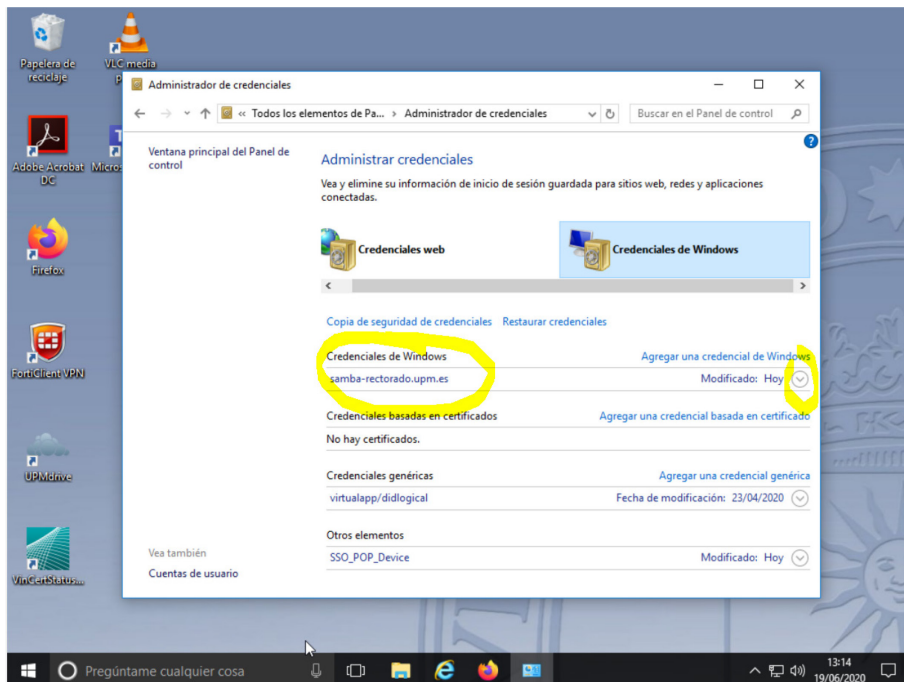 Papelera de
reciclaje
VLC media
p
Adobe Acrobat
DC
Micros
Firefox
FortiClient VPN
UPMdrive
VinCertStatus...
Administrador de credenciales
« Todos los elementos de Pa... > Administrador de credenciales
Buscar en el Panel de control
Ventana principal del Panel de
control
Administrar credenciales
Vea y elimine su información de inicio de sesión guardada para sitios web, redes y aplicaciones
conectadas.
Credenciales web
Credenciales de Windows
Copia de seguridad de credenciales Restaurar credenciales
Credenciales de Windows Agregar una credencial de Windows
samba-rectorado.upm.es Modificado: Hoy
Credenciales basadas en certificados Agregar una credencial basada en certificado
No hay certificados.
Credenciales genéricas Agregar una credencial genérica
virtualapp/didlogical Fecha de modificación: 23/04/2020
Otros elementos
SSO_POP_Device Modificado: Hoy
Vea también
Cuentas de usuario
Pregúntame cualquier cosa
13:14
19/06/2020